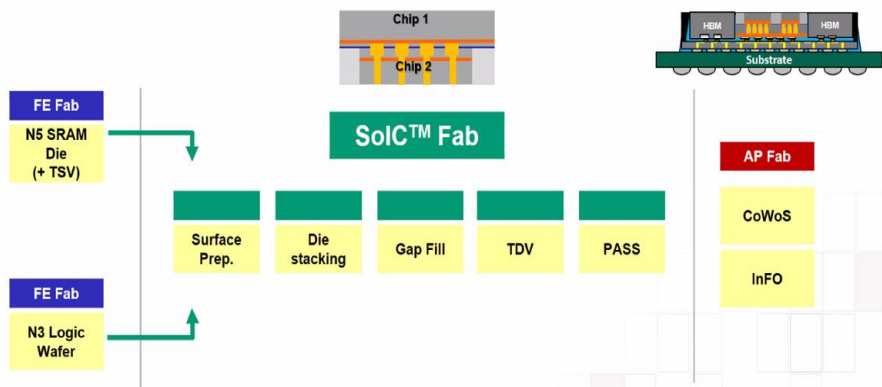 Chip 1
Chip 2
HBM
HBM
Substrate
FE Fab
N5 SRAM
Die
(+ TSV)
SoIC™ Fab
AP Fab
Surface
Prep.
Die
stacking
Gap Fill
TDV
PASS
CoWoS
InFO
FE Fab
N3 Logic
Wafer